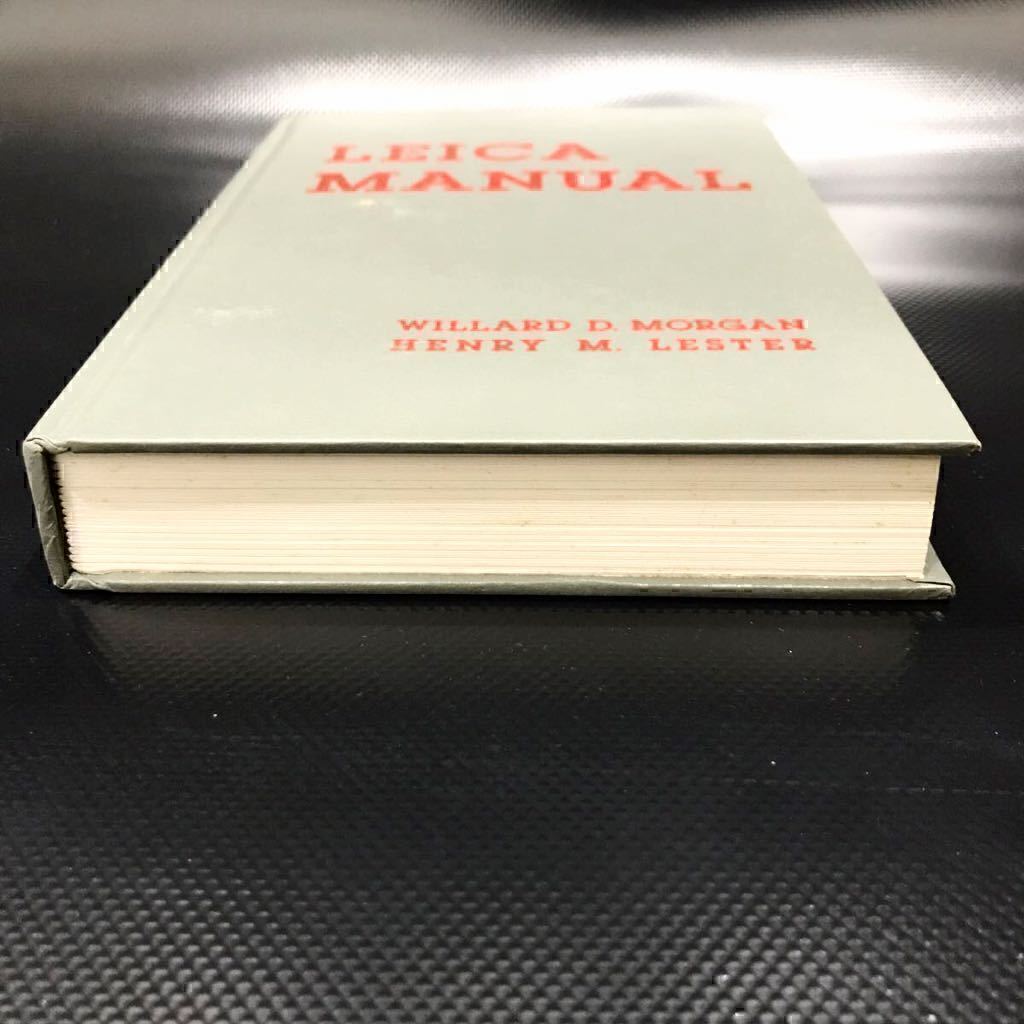 LEICA
MANUAL
WILLARD D. MORGAN
HENRY M. LESTER